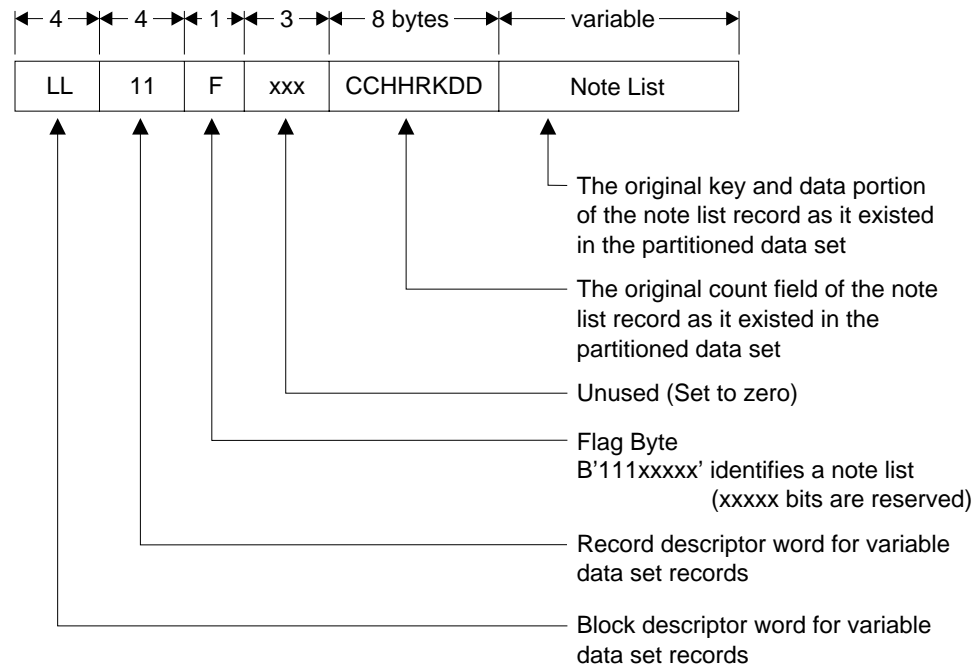 4 4 1 3 8 bytes variable
LL 11 F xxx CCHHRKDD Note List
The original key and data portion
of the note list record as it existed
in the partitioned data set
The original count field of the note
list record as it existed in the
partitioned data set
Unused (Set to zero)
Flag Byte
B'111xxxxx' identifies a note list
(xxxxx bits are reserved)
Record descriptor word for variable
data set records
Block descriptor word for variable
data set records